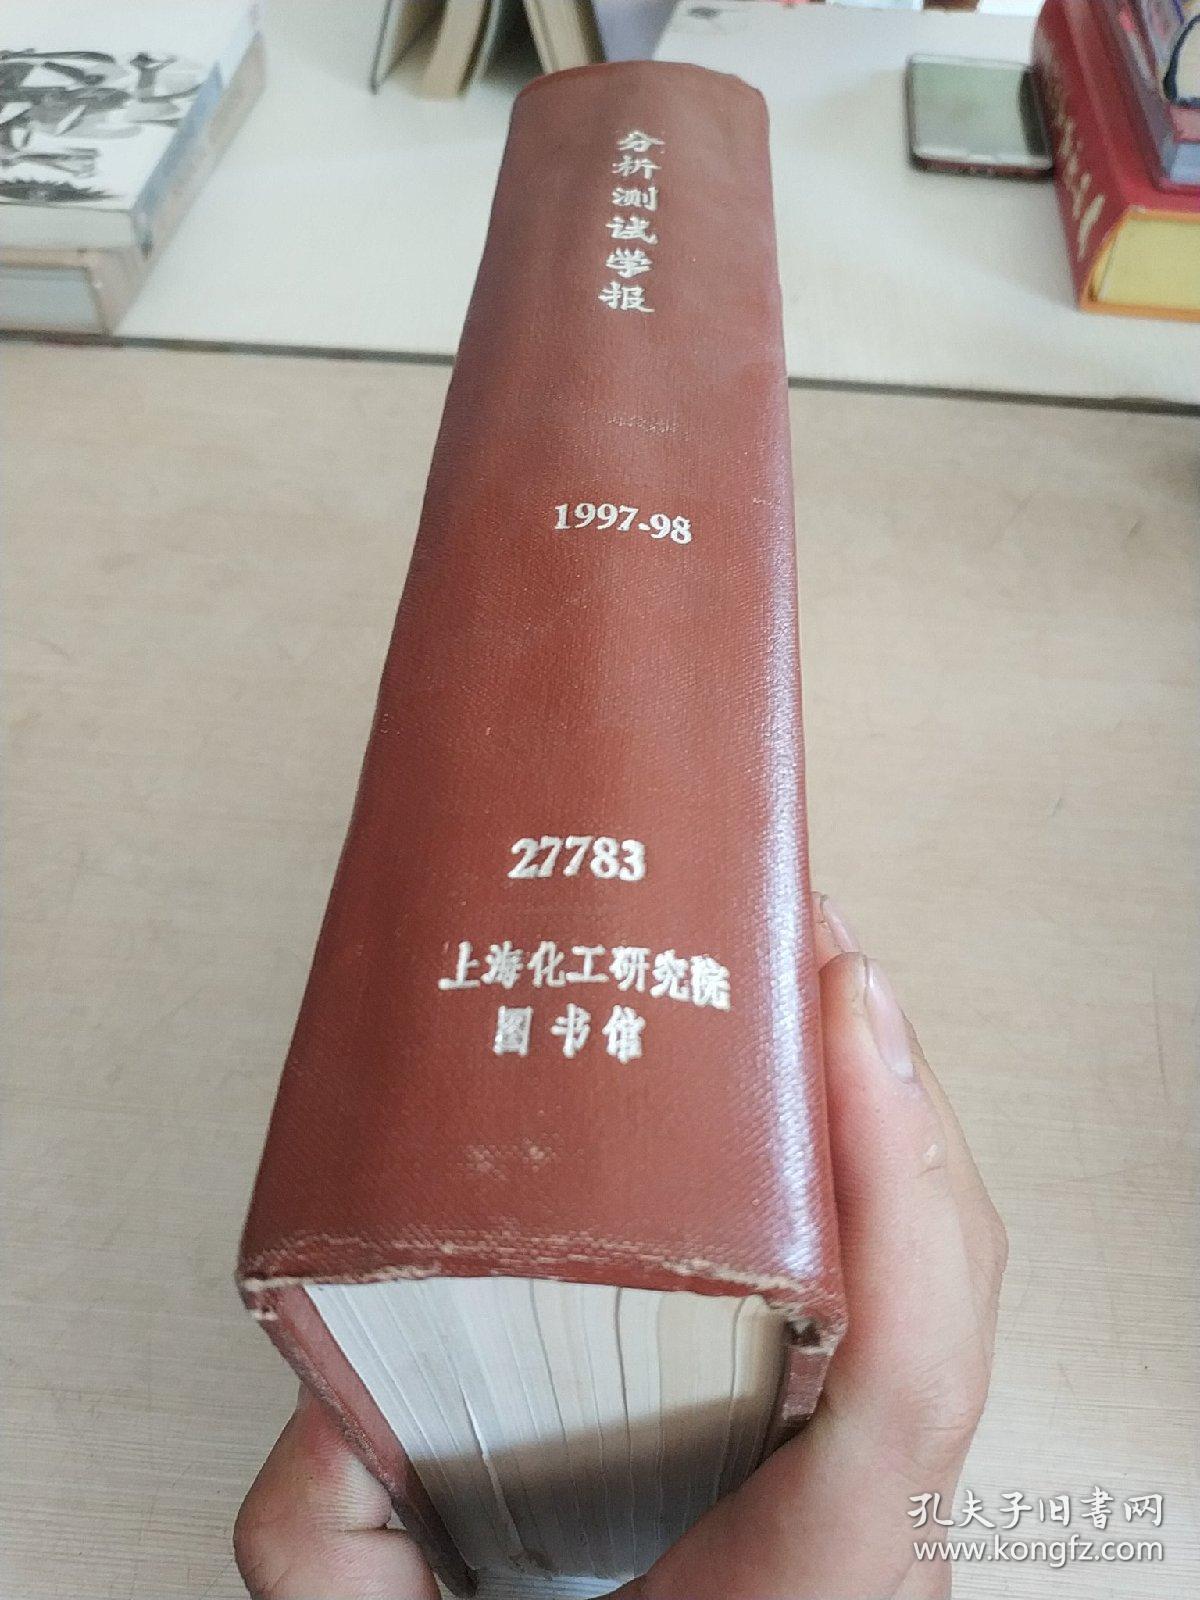 分析测试学报
1997-98
27783
上海化工研究院
图书馆
孔夫子旧书网
www.kongfz.com